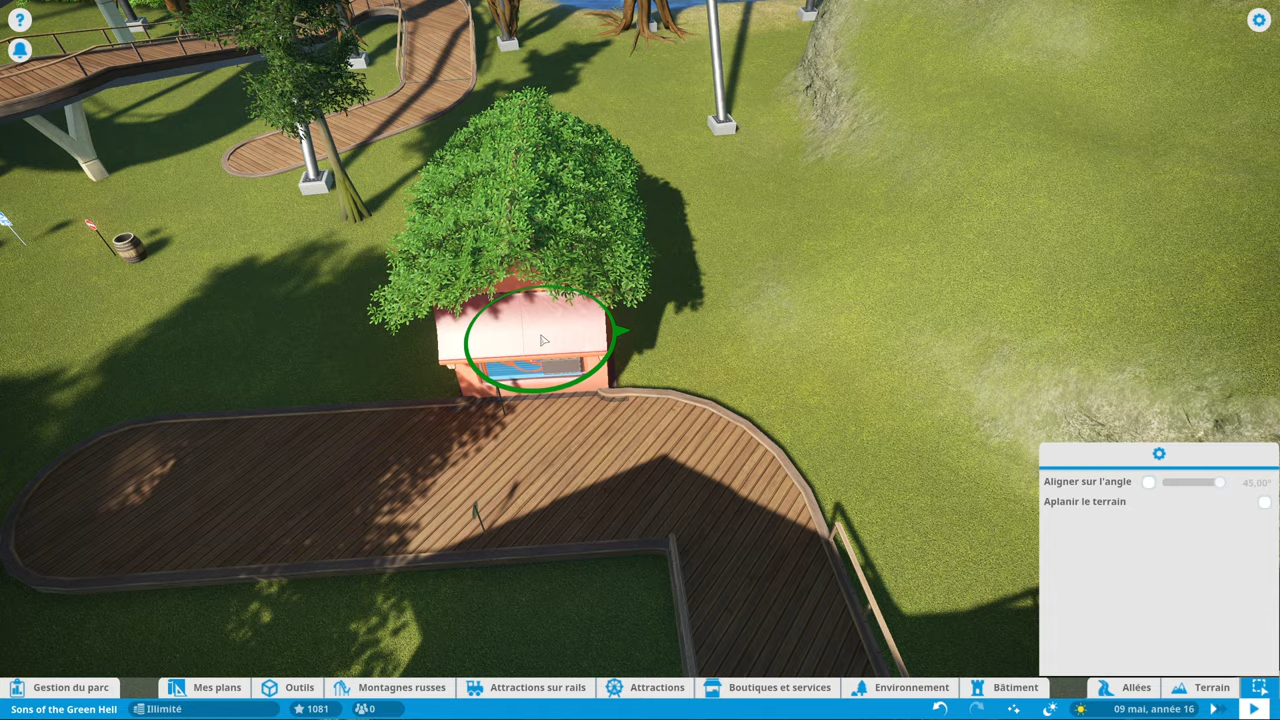 ?
Aligner sur l'angle 45,00°
Aplanir le terrain
Gestion du parc Mes plans Outils Montagnes russes Attractions sur rails Attractions Boutiques et services Environnement Bâtiment Allées Terrain
Sons of the Green Hell Illimité 1081 0 09 mai, année 16